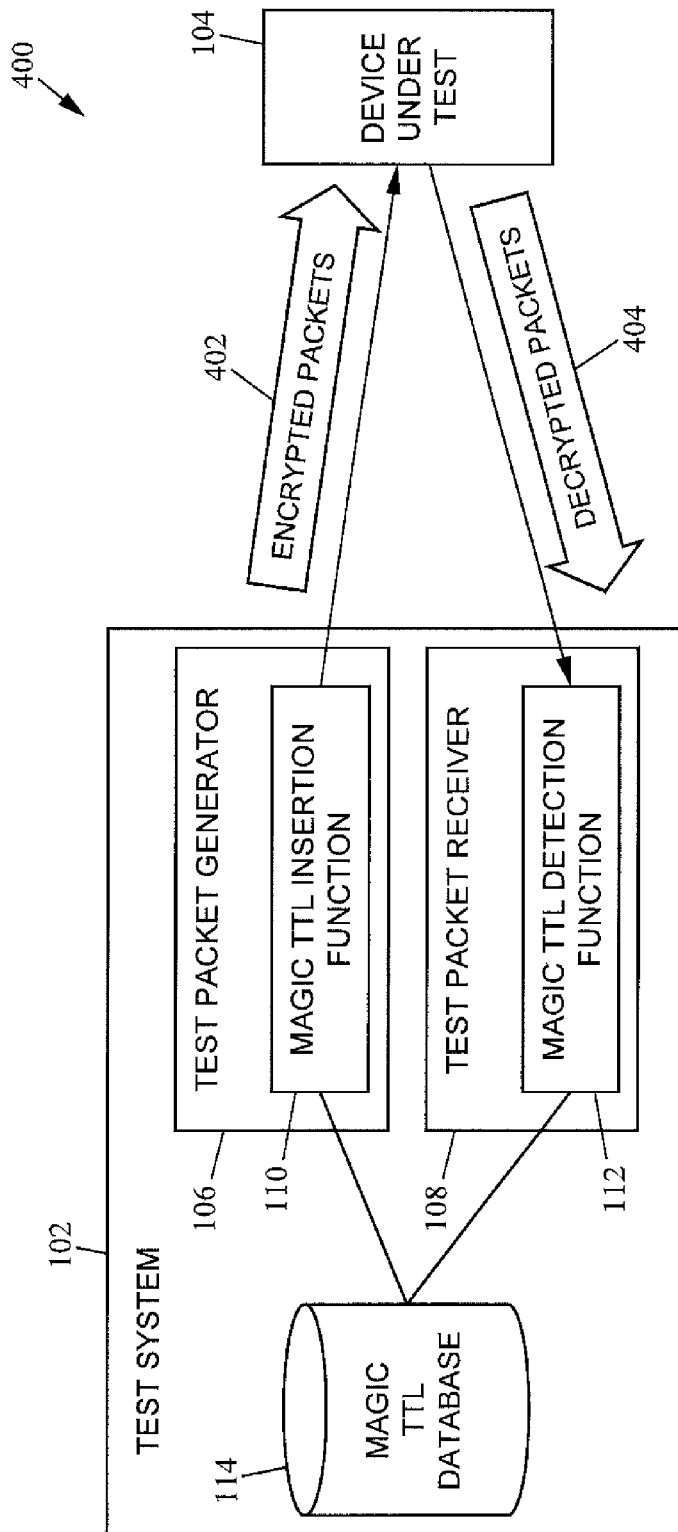 400
102
TEST SYSTEM
114
MAGIC
TTL
DATABASE
106
TEST PACKET GENERATOR
110
MAGIC TTL INSERTION
FUNCTION
108
TEST PACKET RECEIVER
112
MAGIC TTL DETECTION
FUNCTION
402
ENCRYPTED PACKETS
DECRYPTED PACKETS
404
104
DEVICE
UNDER
TEST